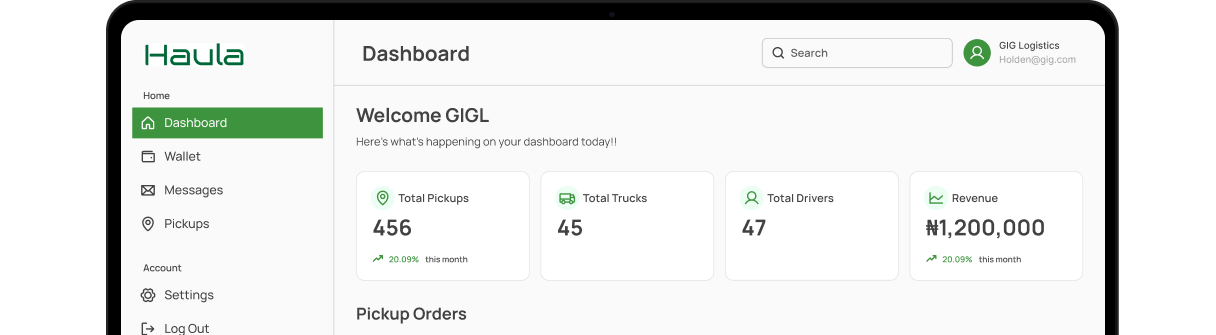 Haula
Dashboard
Search
GIG Logistics
Holden@gig.com
Home
Dashboard
Wallet
Messages
Pickups
Account
Settings
Log Out
Welcome GIGL
Here's what's happening on your dashboard today!!
Total Pickups
456
20.09% this month
Total Trucks
45
Total Drivers
47
Revenue
₦1,200,000
20.09% this month
Pickup Orders